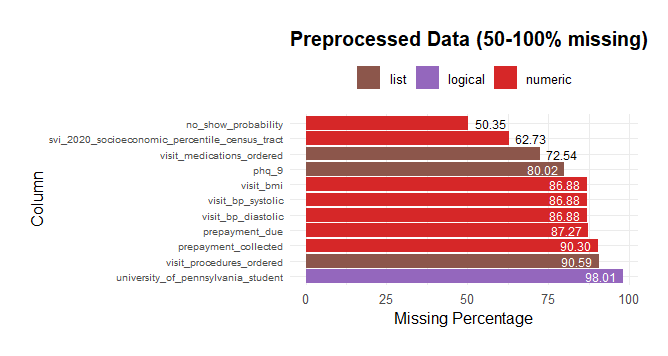 Preprocessed Data (50-100% missing)
list logical numeric
Column
no_show_probability 50.35
svi_2020_socioeconomic_percentile_census_tract 62.73
visit_medications_ordered 72.54
phq_9 80.02
visit_bmi 86.88
visit_bp_systolic 86.88
visit_bp_diastolic 86.88
prepayment_due 87.27
prepayment_collected 90.30
visit_procedures_ordered 90.59
university_of_pennsylvania_student 98.01
0 25 50 75 100
Missing Percentage